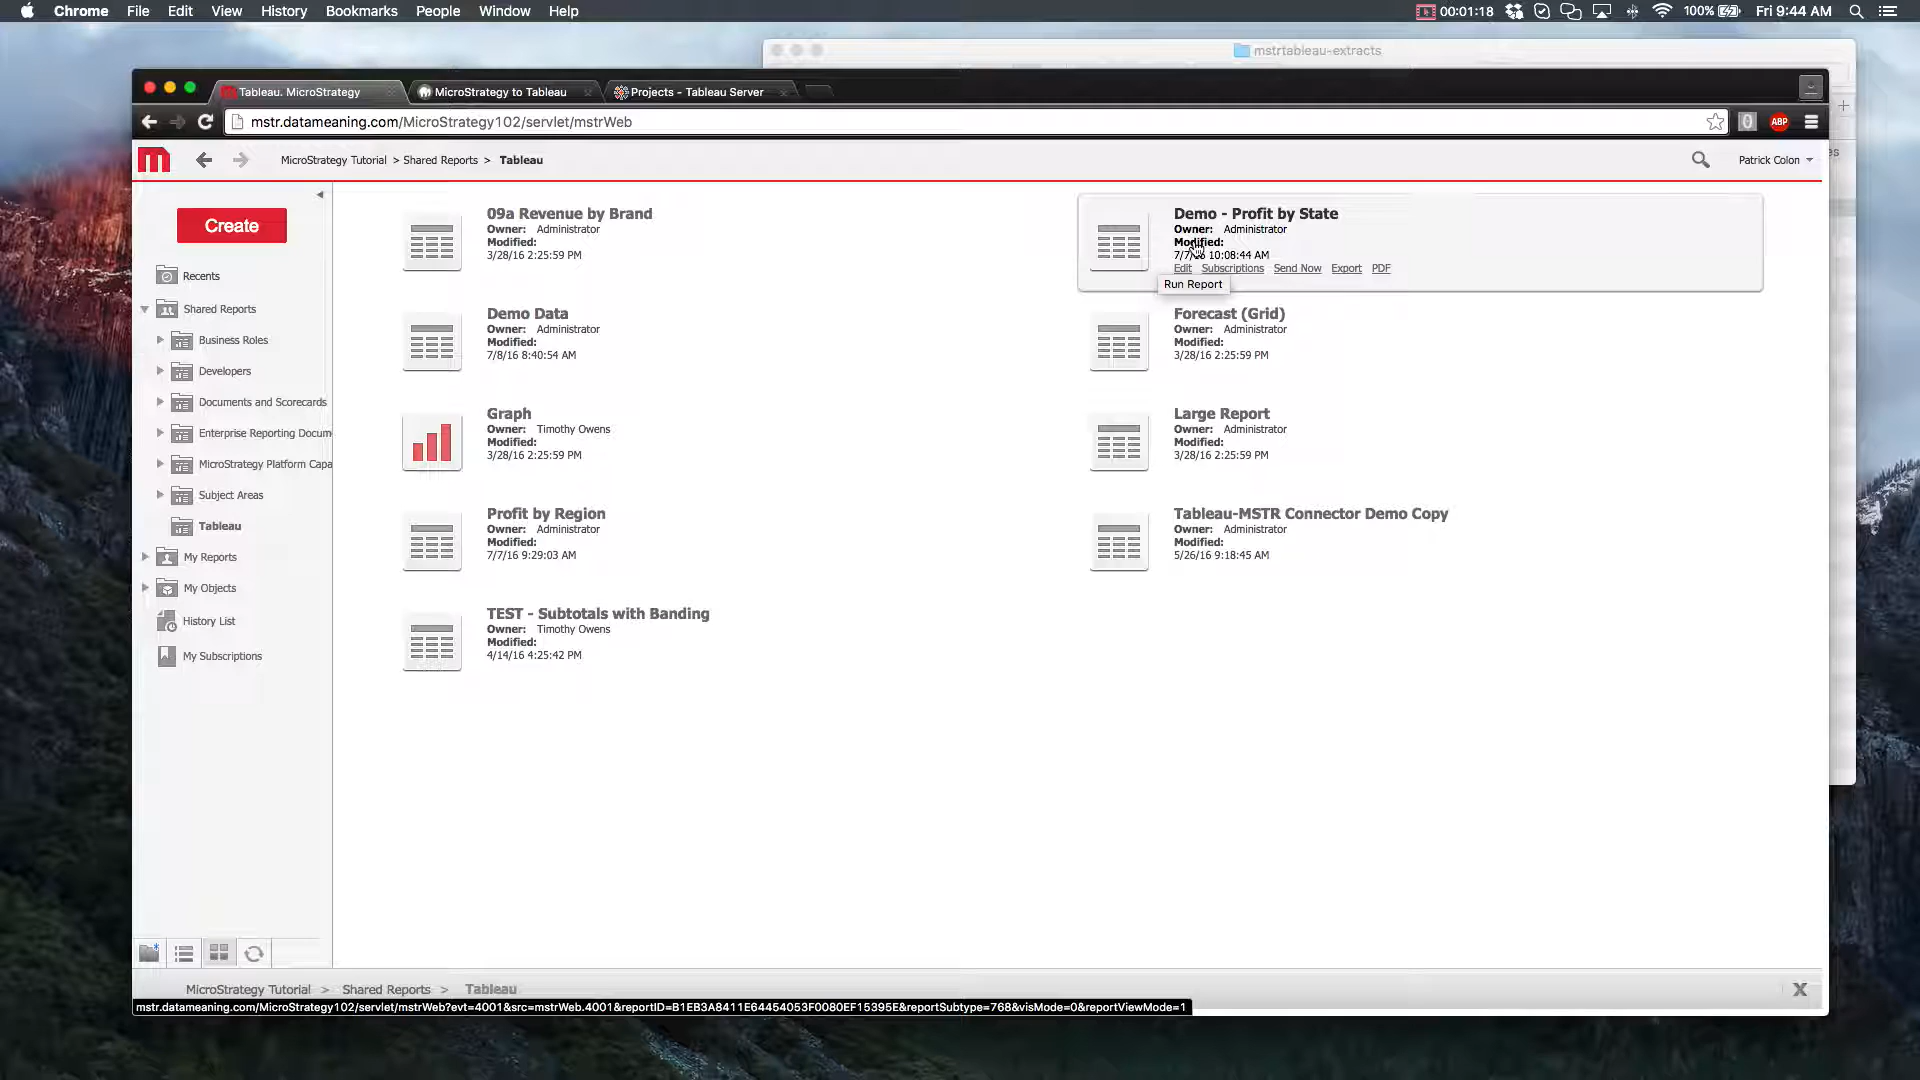 Chrome File Edit View History Bookmarks People Window Help
00:01:18 100% Fri 9:44 AM
mstrtableau-extracts
Tableau. MicroStrategy
MicroStrategy to Tableau
Projects - Tableau Server
mstr.datameaning.com/MicroStrategy102/servlet/mstrWeb
ABP
MicroStrategy Tutorial > Shared Reports > Tableau
Patrick Colon
Create
Recents
Shared Reports
Business Roles
Developers
Documents and Scorecards
Enterprise Reporting Docum
MicroStrategy Platform Capa
Subject Areas
Tableau
My Reports
My Objects
History List
My Subscriptions
09a Revenue by Brand
Owner: Administrator
Modified:
3/28/16 2:25:59 PM
Demo - Profit by State
Owner: Administrator
Modified:
10:08:44 AM
Edit Subscriptions Send Now Export PDF
Run Report
Demo Data
Owner: Administrator
Modified:
7/8/16 8:40:54 AM
Forecast (Grid)
Owner: Administrator
Modified:
3/28/16 2:25:59 PM
Graph
Owner: Timothy Owens
Modified:
3/28/16 2:25:59 PM
Large Report
Owner: Administrator
Modified:
3/28/16 2:25:59 PM
Profit by Region
Owner: Administrator
Modified:
7/7/16 9:29:03 AM
Tableau-MSTR Connector Demo Copy
Owner: Administrator
Modified:
5/26/16 9:18:45 AM
TEST - Subtotals with Banding
Owner: Timothy Owens
Modified:
4/14/16 4:25:42 PM
MicroStrategy Tutorial > Shared Reports > Tableau
mstr.datameaning.com/MicroStrategy102/servlet/mstrWeb?evt=4001&src=mstrWeb.4001&reportID=B1EB3A8411E64454053F0080EF15395E&reportSubtype=768&visMode=0&reportViewMode=1